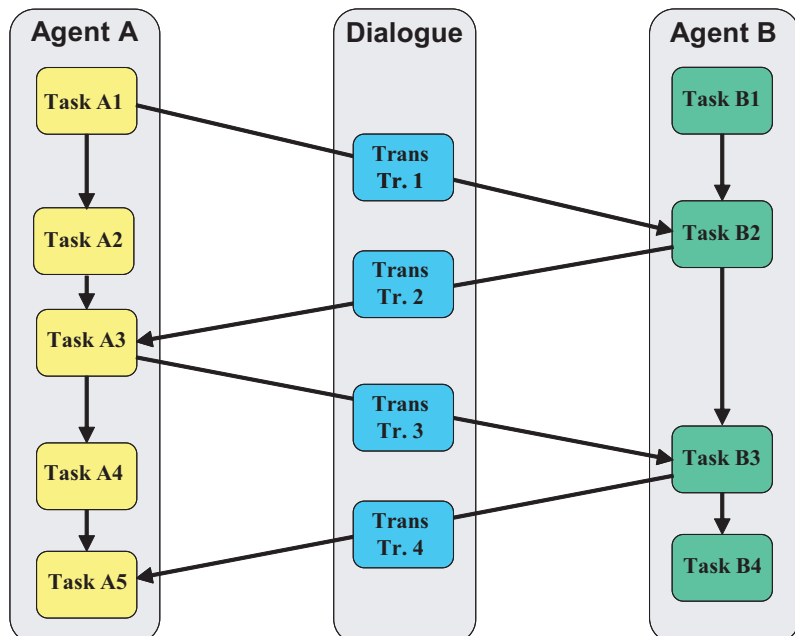 Agent A
Dialogue
Agent B
Task A1
Task A2
Task A3
Task A4
Task A5
Trans
Tr. 1
Trans
Tr. 2
Trans
Tr. 3
Trans
Tr. 4
Task B1
Task B2
Task B3
Task B4